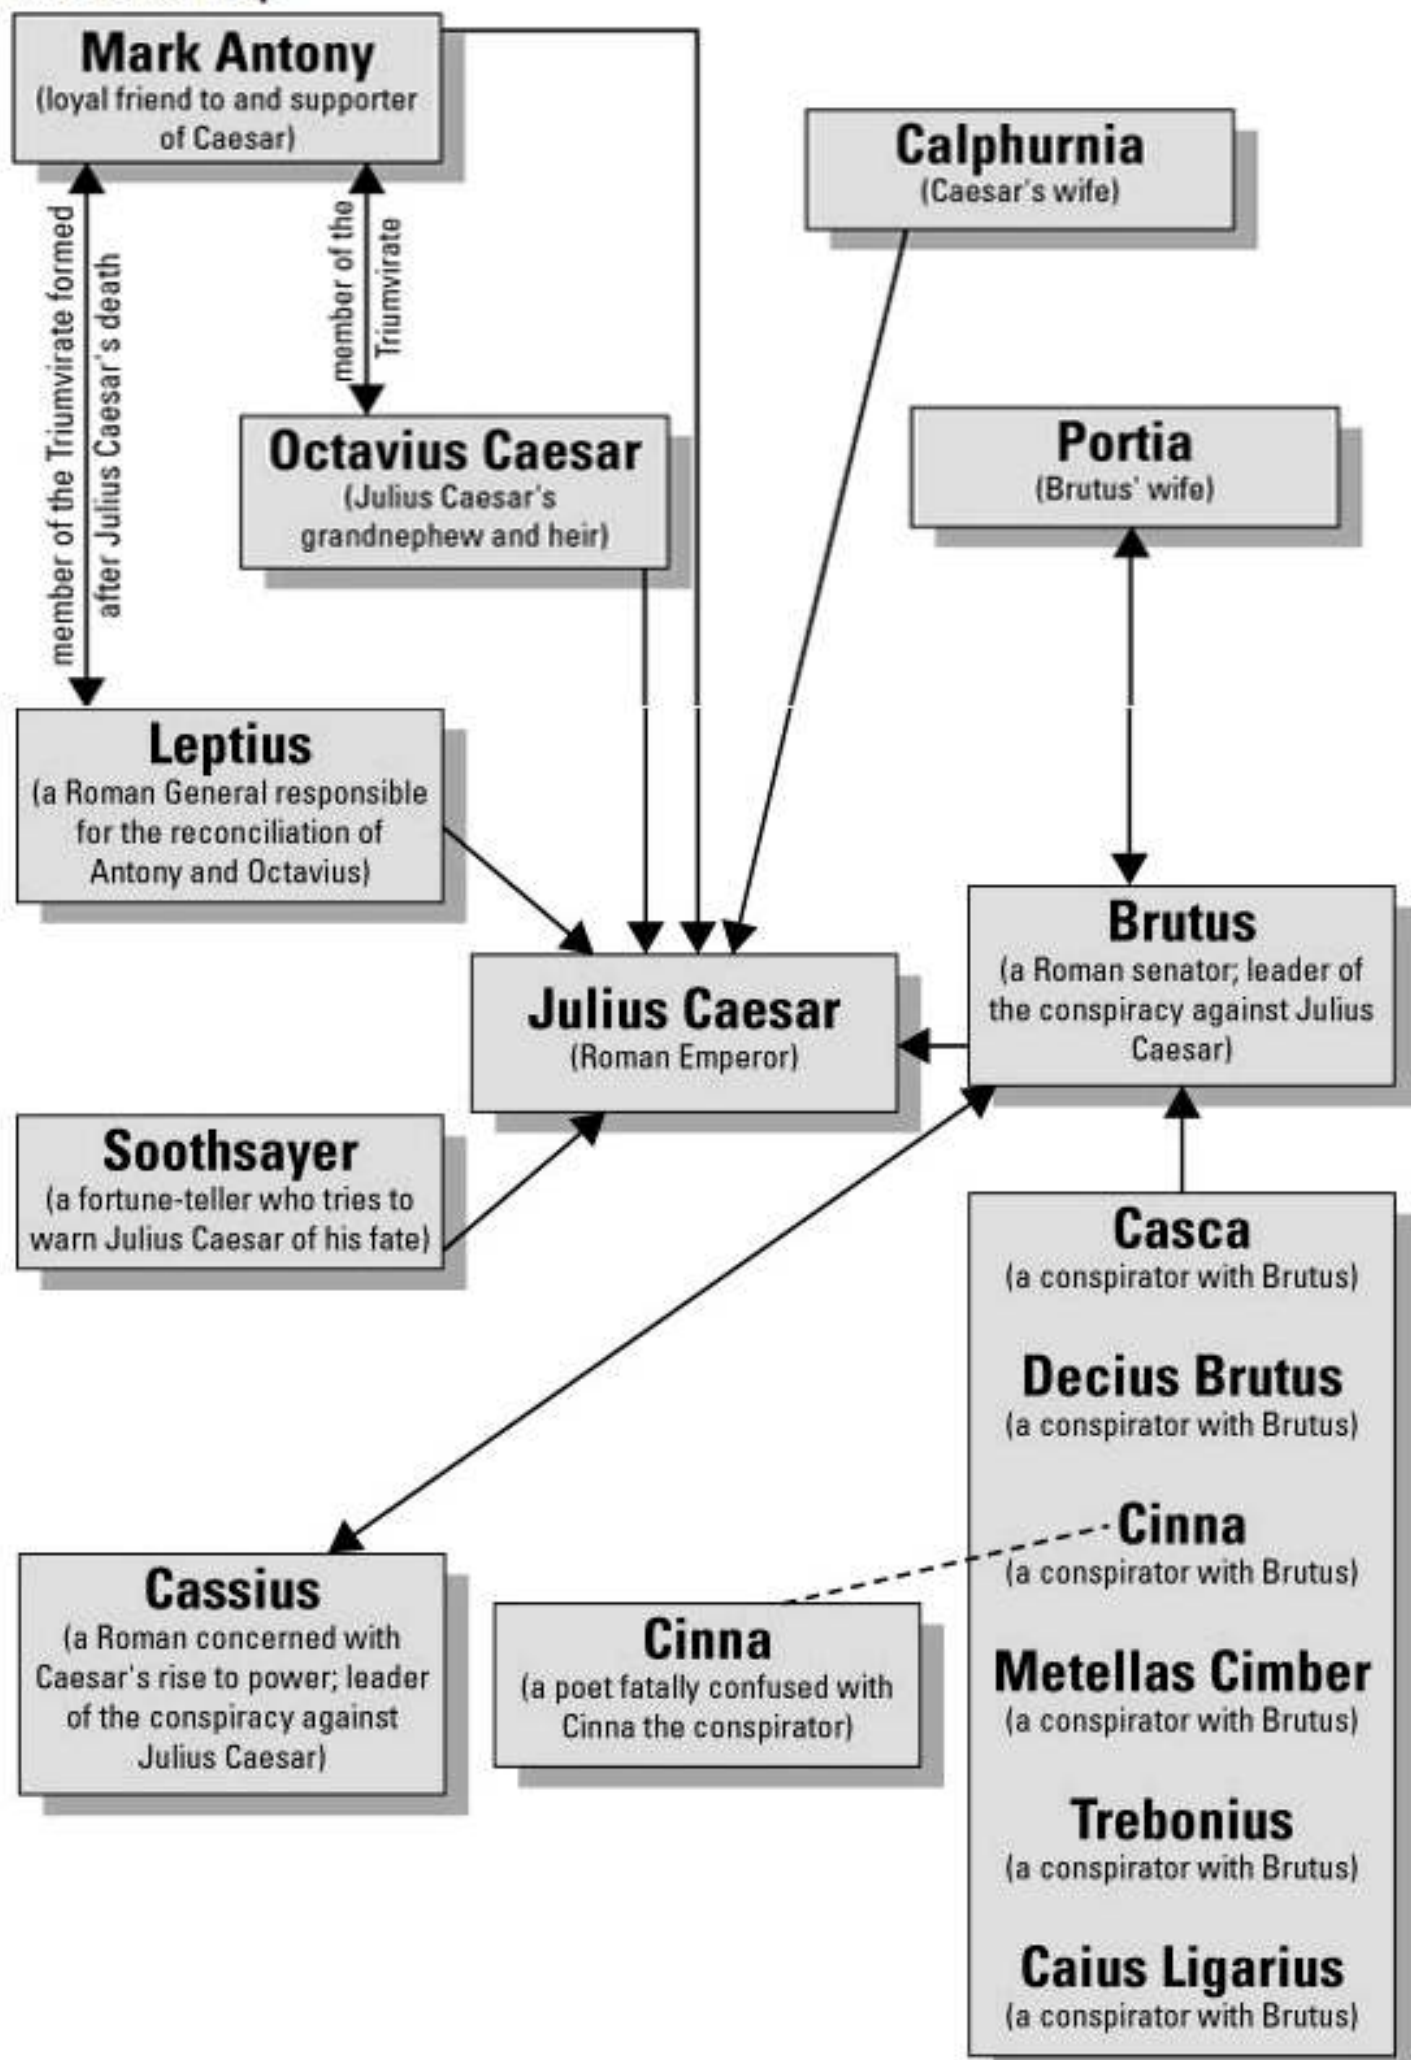 Mark Antony
(loyal friend to and supporter
of Caesar)
Calphurnia
(Caesar's wife)
member of the Triumvirate formed
after Julius Caesar's death
member of the
Triumvirate
Octavius Caesar
(Julius Caesar's
grandnephew and heir)
Portia
(Brutus' wife)
Leptius
(a Roman General responsible
for the reconciliation of
Antony and Octavius)
Brutus
(a Roman senator; leader of
the conspiracy against Julius
Caesar)
Julius Caesar
(Roman Emperor)
Soothsayer
(a fortune-teller who tries to
warn Julius Caesar of his fate)
Casca
(a conspirator with Brutus)
Decius Brutus
(a conspirator with Brutus)
Cinna
(a conspirator with Brutus)
Metellas Cimber
(a conspirator with Brutus)
Trebonius
(a conspirator with Brutus)
Caius Ligarius
(a conspirator with Brutus)
Cassius
(a Roman concerned with
Caesar's rise to power; leader
of the conspiracy against
Julius Caesar)
Cinna
(a poet fatally confused with
Cinna the conspirator)